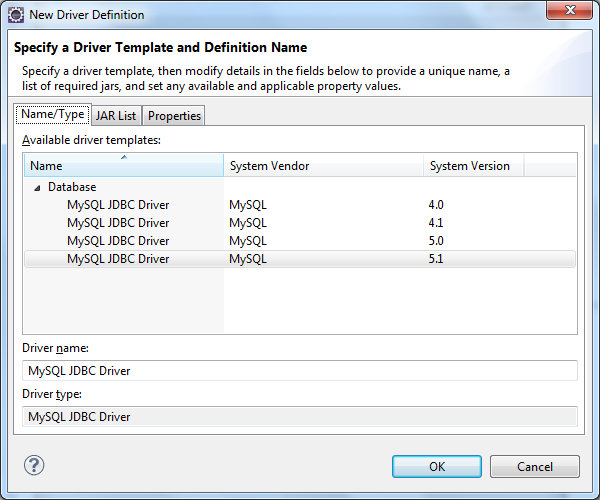 New Driver Definition
Specify a Driver Template and Definition Name
Specify a driver template, then modify details in the fields below to provide a unique name, a
list of required jars, and set any available and applicable property values.
Name/Type JAR List Properties
Available driver templates:
Name System Vendor System Version
Database
MySQL JDBC Driver MySQL 4.0
MySQL JDBC Driver MySQL 4.1
MySQL JDBC Driver MySQL 5.0
MySQL JDBC Driver MySQL 5.1
Driver name:
MySQL JDBC Driver
Driver type:
MySQL JDBC Driver
? OK Cancel